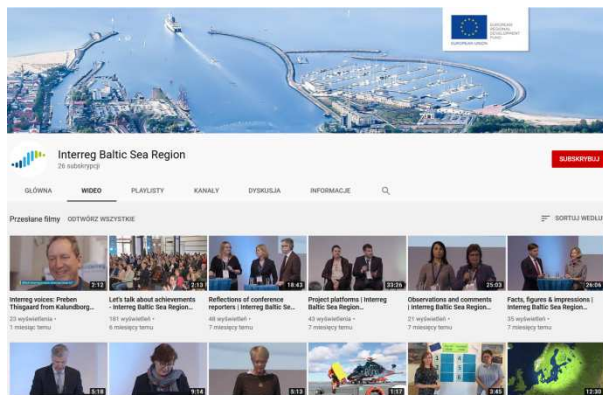 EUROPEAN
REGIONAL
DEVELOPMENT
FUND
EUROPEAN UNION
Interreg Baltic Sea Region
26 subskrypcji
SUBSKRYBUJ
GŁÓWNA WIDEO PLAYLISTY KANAŁY DYSKUSJA INFORMACJE
Przesłane filmy ODTWÓRZ WSZYSTKIE SORTUJ WEDŁU
2:12 2:13 18:43 33:26 25:03 26:06
Interreg voices: Preben Let's talk about achievements Reflections of conference Project platforms | Interreg Observations and comments Facts, figures & impressions |
Thisgaard from Kalundborg... - Interreg Baltic Sea Region... reporters | Interreg Baltic Se... Baltic Sea Region... | Interreg Baltic Sea Region... Interreg Baltic Sea Region...
23 wyświetlenia • 181 wyświetleń • 48 wyświetleń • 43 wyświetleń • 21 wyświetleń • 35 wyświetleń •
1 miesiąc temu 6 miesięcy temu 7 miesięcy temu 7 miesięcy temu 7 miesięcy temu 7 miesięcy temu
5:18 9:14 5:13 1:17 3:45 12:30